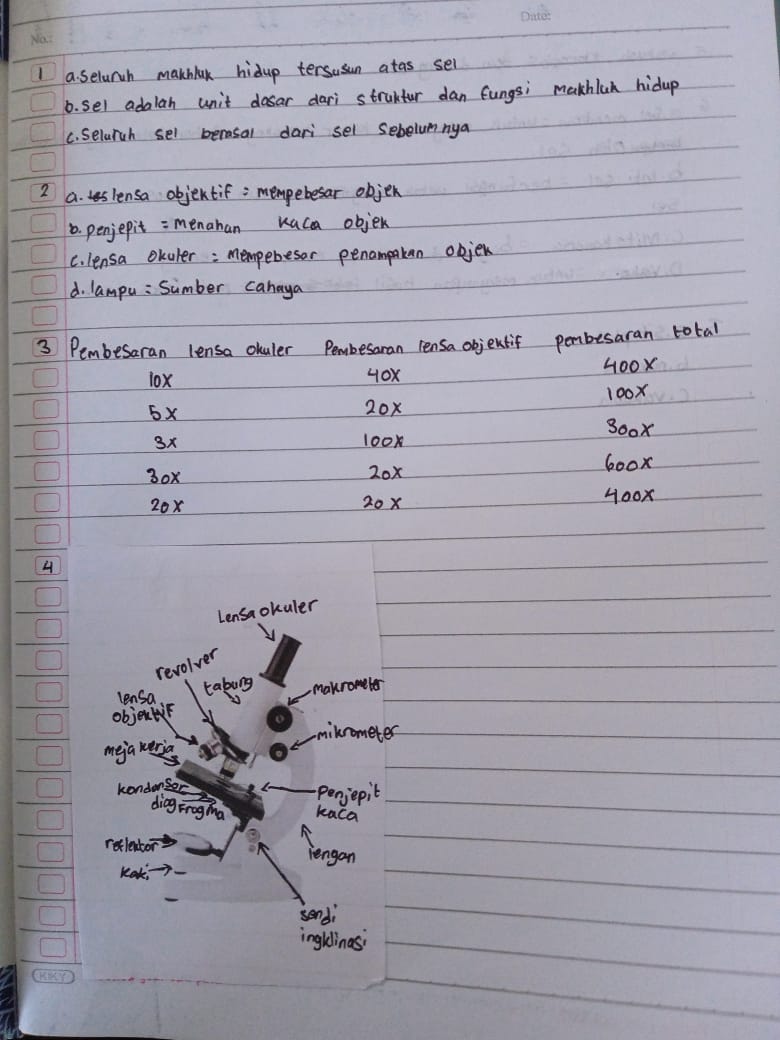 No.:
Date:
1 a. Seluruh makhluk hidup tersusun atas sel
b. sel adalah unit dasar dari struktur dan fungsi makhluk hidup
c. Seluruh sel berasal dari sel sebelumnya
2 a. lensa objektif = mempebesar objek
b. penjepit = menahan kaca objek
c. lensa okuler = mempebesar penampakan objek
d. lampu = Sumber cahaya
3 Pembesaran lensa okuler Pembesaran lensa objektif pembesaran total
10x 40x 400x
5x 20x 100x
3x 100x 300x
30x 20x 600x
20x 20x 400x
4
Lensa okuler
revolver
tabung
makrometer
lensa
objektif
mikrometer
meja kerja
kondensor
diagfragma
penjepit
kaca
reflektor
lengan
kaki
sendi
ingklinasi
KKY